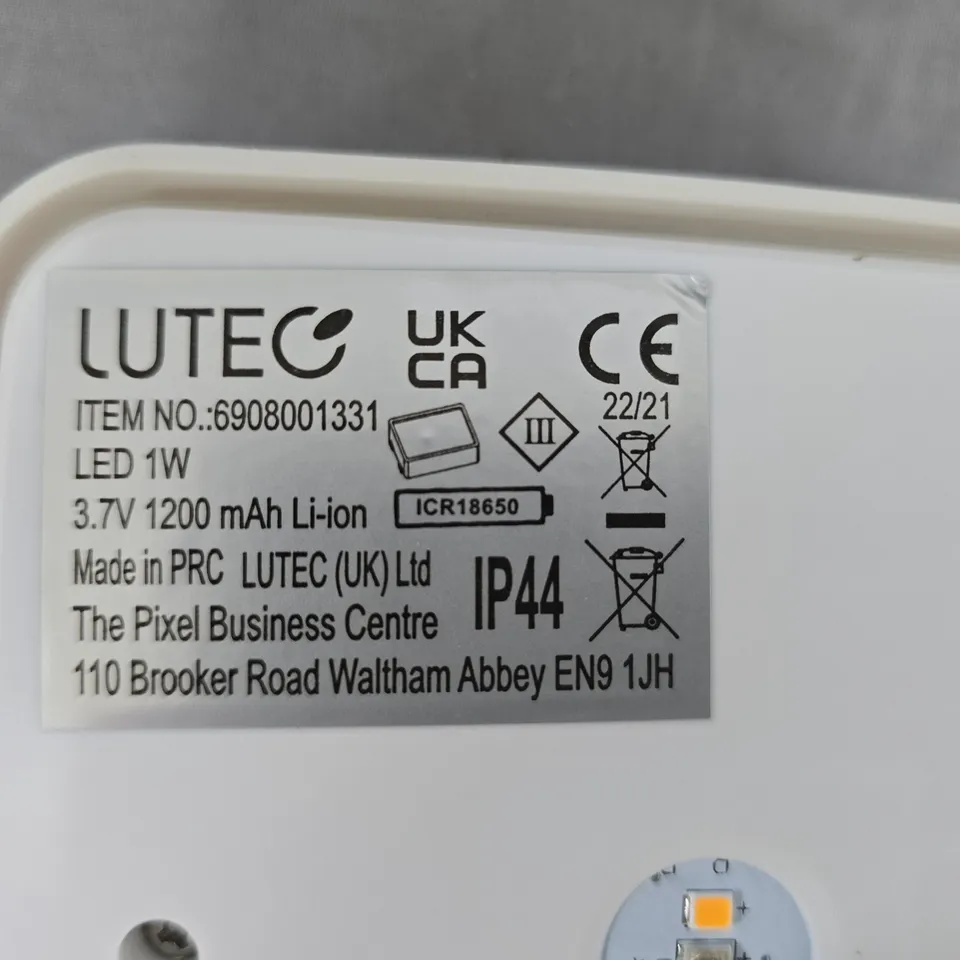 LUTEC
UK
CA
CE
22/21
ITEM NO.:6908001331
III
LED 1W
3.7V 1200 mAh Li-ion
ICR18650
Made in PRC LUTEC (UK) Ltd
IP44
The Pixel Business Centre
110 Brooker Road Waltham Abbey EN9 1JH